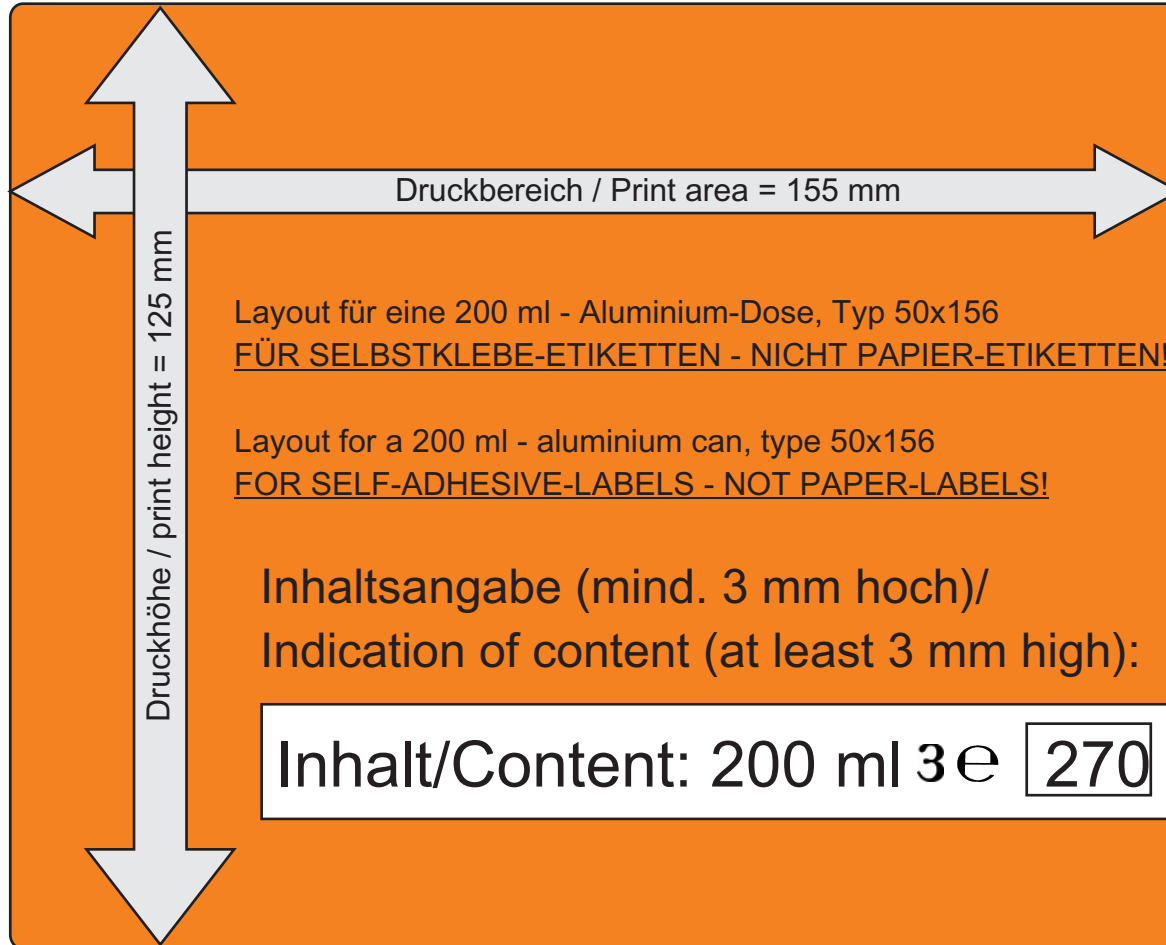 Druckbereich / Print area = 155 mm
Druckhöhe / print height = 125 mm
Layout für eine 200 ml - Aluminium-Dose, Typ 50x156
FÜR SELBSTKLEBE-ETIKETTEN - NICHT PAPIER-ETIKETTEN!
Layout for a 200 ml - aluminium can, type 50x156
FOR SELF-ADHESIVE-LABELS - NOT PAPER-LABELS!
Inhaltsangabe (mind. 3 mm hoch)/
Indication of content (at least 3 mm high):
Inhalt/Content: 200 ml 3 ℮ 270